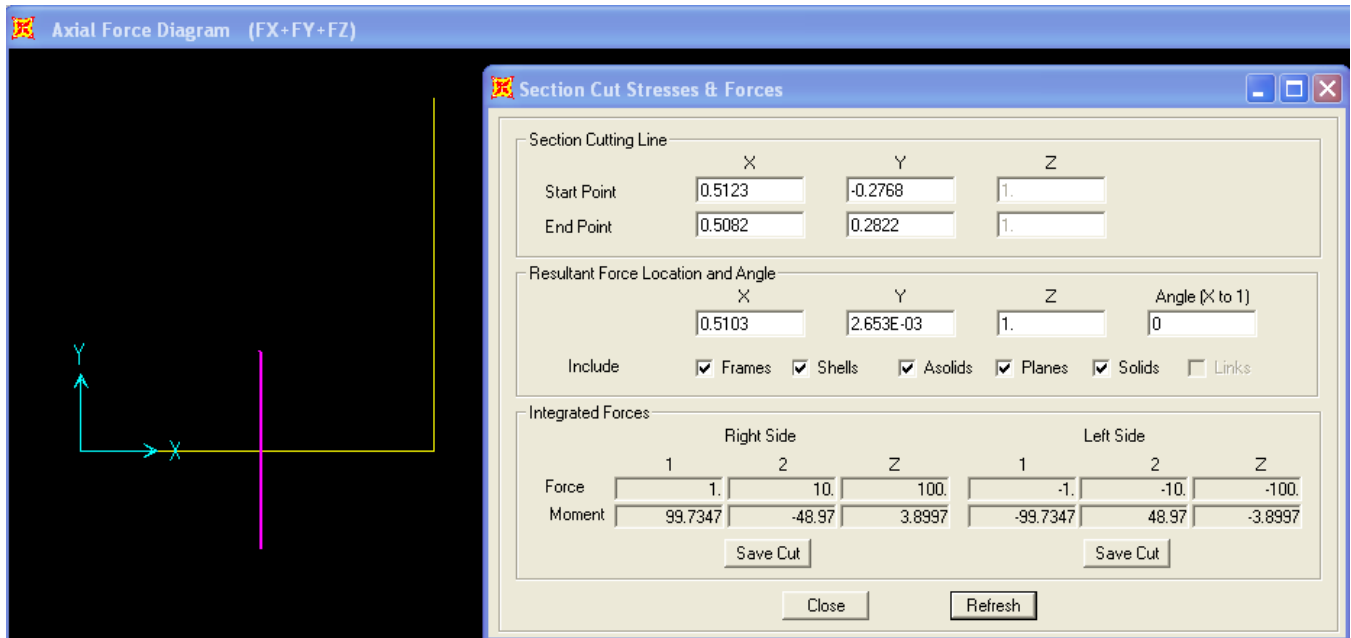 Axial Force Diagram (FX+FY+FZ)
Section Cut Stresses & Forces
Section Cutting Line
X Y Z
Start Point 0.5123 -0.2768 1.
End Point 0.5082 0.2822 1.
Resultant Force Location and Angle
X Y Z Angle (X to 1)
0.5103 2.653E-03 1. 0
Include Frames Shells Asolids Planes Solids Links
Integrated Forces
Right Side Left Side
1 2 Z 1 2 Z
Force 1. 10. 100. -1. -10. -100.
Moment 99.7347 -48.97 3.8997 -99.7347 48.97 -3.8997
Save Cut Save Cut
Close Refresh
Y
X